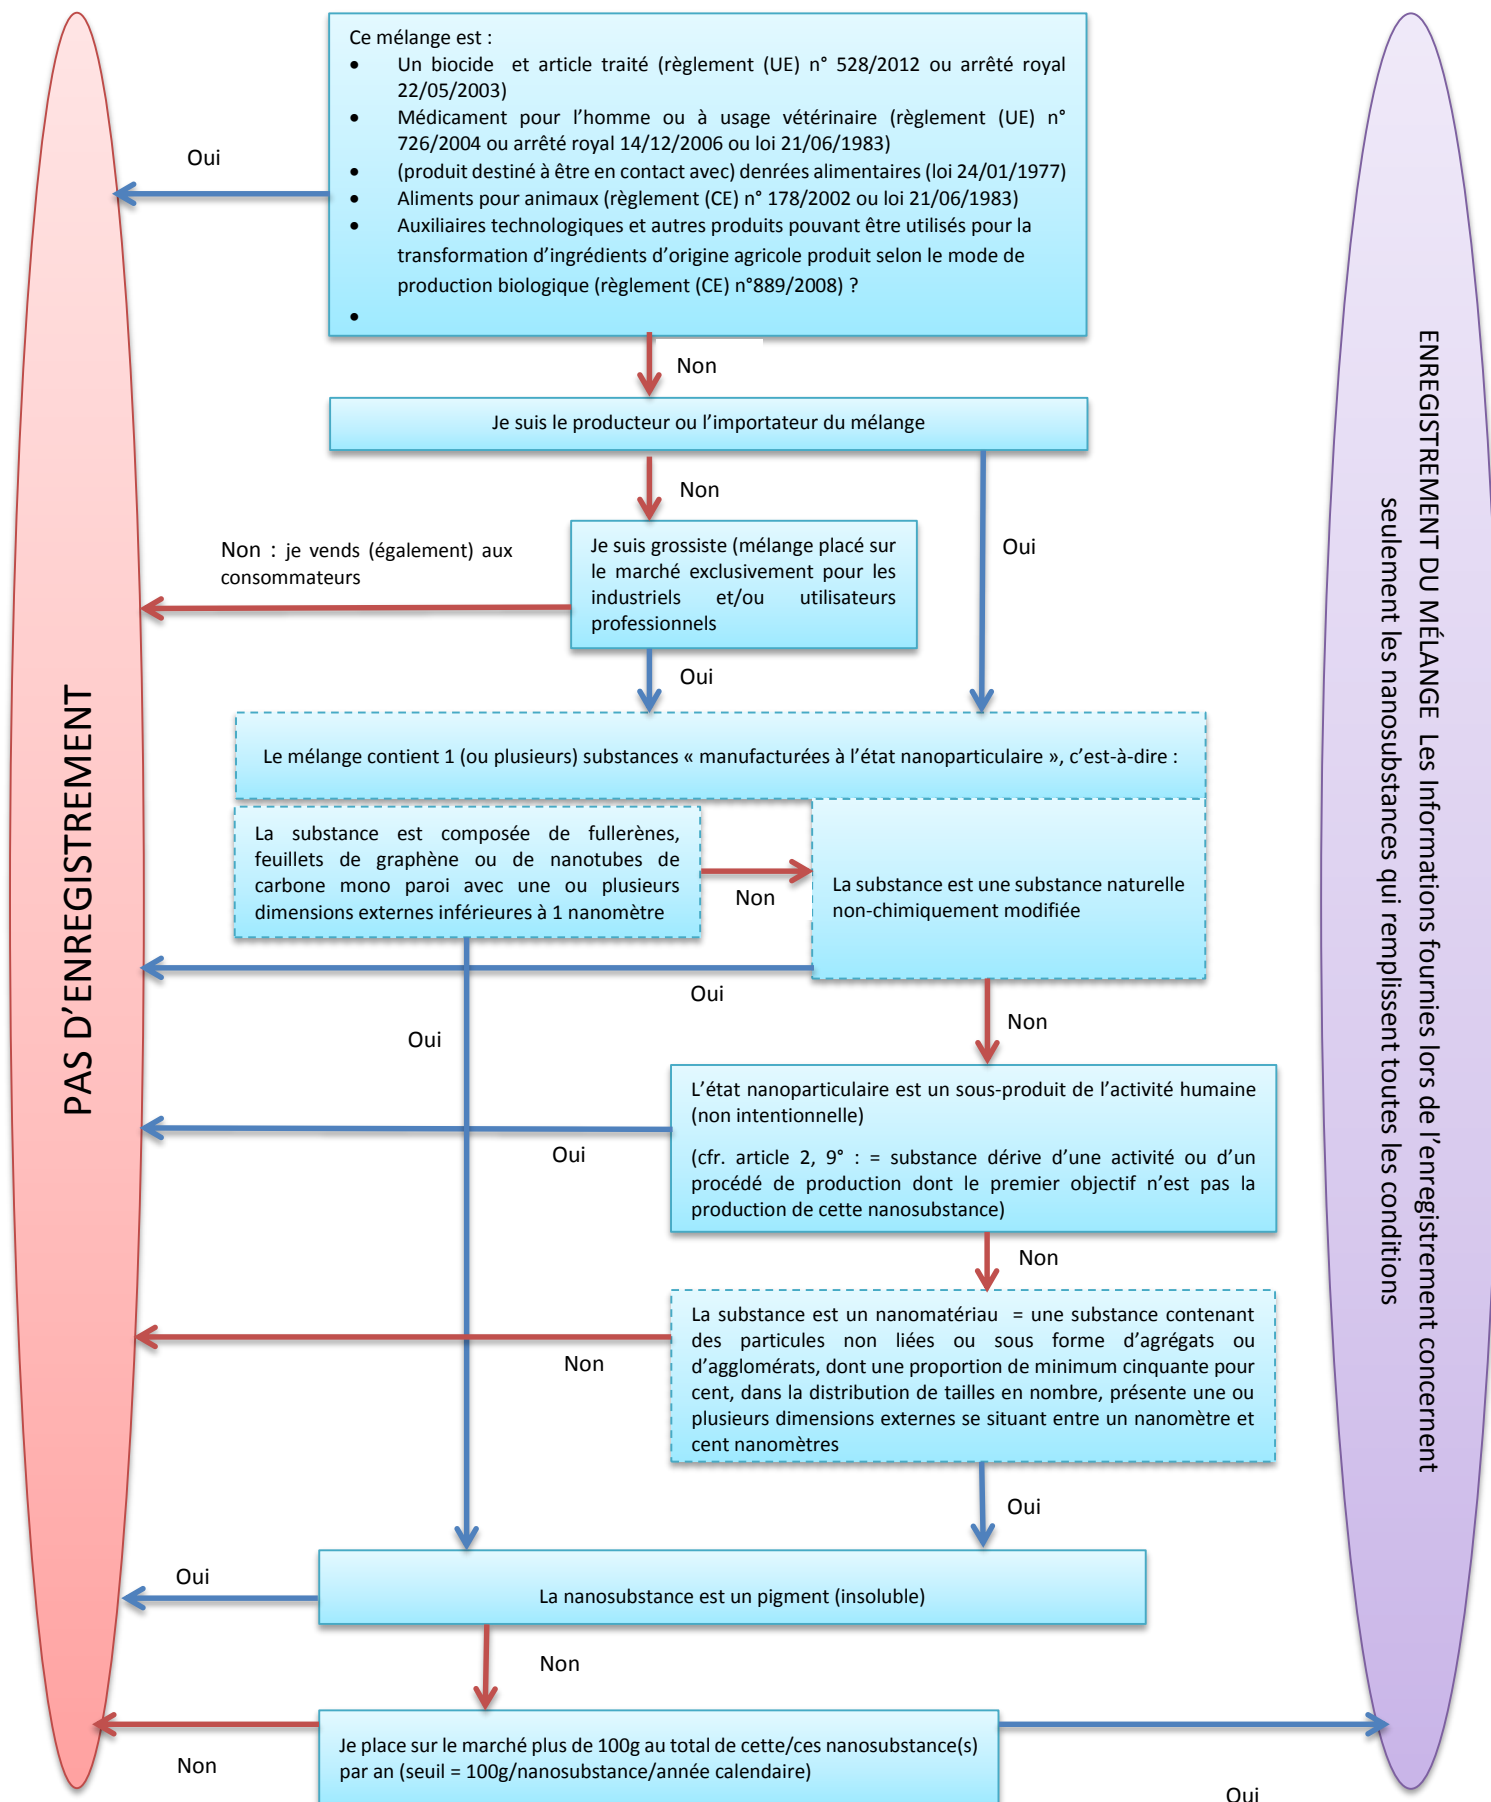 Ce mélange est :
• Un biocide et article traité (règlement (UE) n° 528/2012 ou arrêté royal
22/05/2003)
• Médicament pour l'homme ou à usage vétérinaire (règlement (UE) n°
726/2004 ou arrêté royal 14/12/2006 ou loi 21/06/1983)
• (produit destiné à être en contact avec) denrées alimentaires (loi 24/01/1977)
• Aliments pour animaux (règlement (CE) n° 178/2002 ou loi 21/06/1983)
• Auxiliaires technologiques et autres produits pouvant être utilisés pour la
transformation d'ingrédients d'origine agricole produit selon le mode de
production biologique (règlement (CE) n°889/2008) ?
•
Oui
Non
Je suis le producteur ou l'importateur du mélange
Non
Oui
Je suis grossiste (mélange placé sur
le marché exclusivement pour les
industriels et/ou utilisateurs
professionnels
Non : je vends (également) aux
consommateurs
Oui
Le mélange contient 1 (ou plusieurs) substances « manufacturées à l'état nanoparticulaire », c'est-à-dire :
La substance est composée de fullerènes,
feuillets de graphène ou de nanotubes de
carbone mono paroi avec une ou plusieurs
dimensions externes inférieures à 1 nanomètre
Non
La substance est une substance naturelle
non-chimiquement modifiée
Oui
Non
Oui
L'état nanoparticulaire est un sous-produit de l'activité humaine
(non intentionnelle)
(cfr. article 2, 9° : = substance dérive d'une activité ou d'un
procédé de production dont le premier objectif n'est pas la
production de cette nanosubstance)
Oui
Non
La substance est un nanomatériau = une substance contenant
des particules non liées ou sous forme d'agrégats ou
d'agglomérats, dont une proportion de minimum cinquante pour
cent, dans la distribution de tailles en nombre, présente une ou
plusieurs dimensions externes se situant entre un nanomètre et
cent nanomètres
Non
Oui
La nanosubstance est un pigment (insoluble)
Oui
Non
Je place sur le marché plus de 100g au total de cette/ces nanosubstance(s)
par an (seuil = 100g/nanosubstance/année calendaire)
Non
Oui
PAS D'ENREGISTREMENT
ENREGISTREMENT DU MÉLANGE Les Informations fournies lors de l'enregistrement concernent
seulement les nanosubstances qui remplissent toutes les conditions